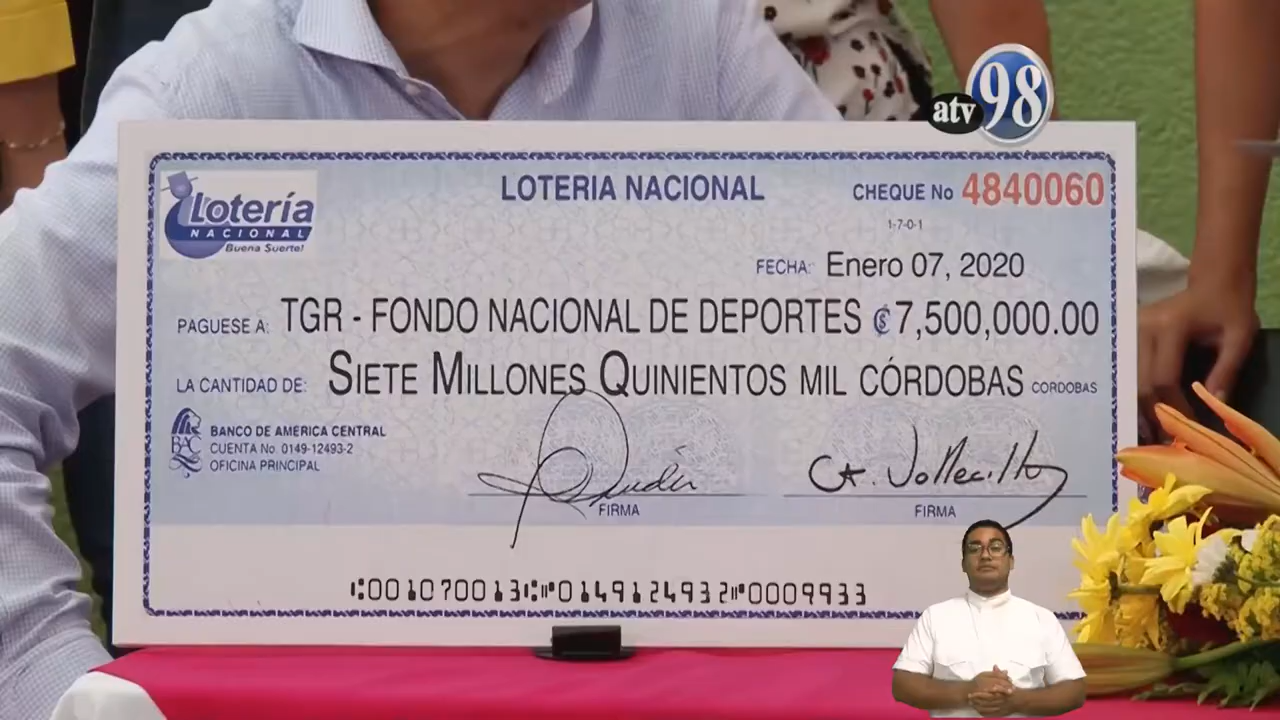 atv 98
Lotería
NACIONAL
Buena Suerte!
LOTERIA NACIONAL
CHEQUE No 4840060
1-7-0-1
FECHA: Enero 07, 2020
PAGUESE A: TGR - FONDO NACIONAL DE DEPORTES ₡$7,500,000.00
LA CANTIDAD DE: SIETE MILLONES QUINIENTOS MIL CÓRDOBAS CORDOBAS
BAC
BANCO DE AMERICA CENTRAL
CUENTA No. 0149-12493-2
OFICINA PRINCIPAL
FIRMA
FIRMA
⑆001070013⑆⑈0149124932⑈0009933